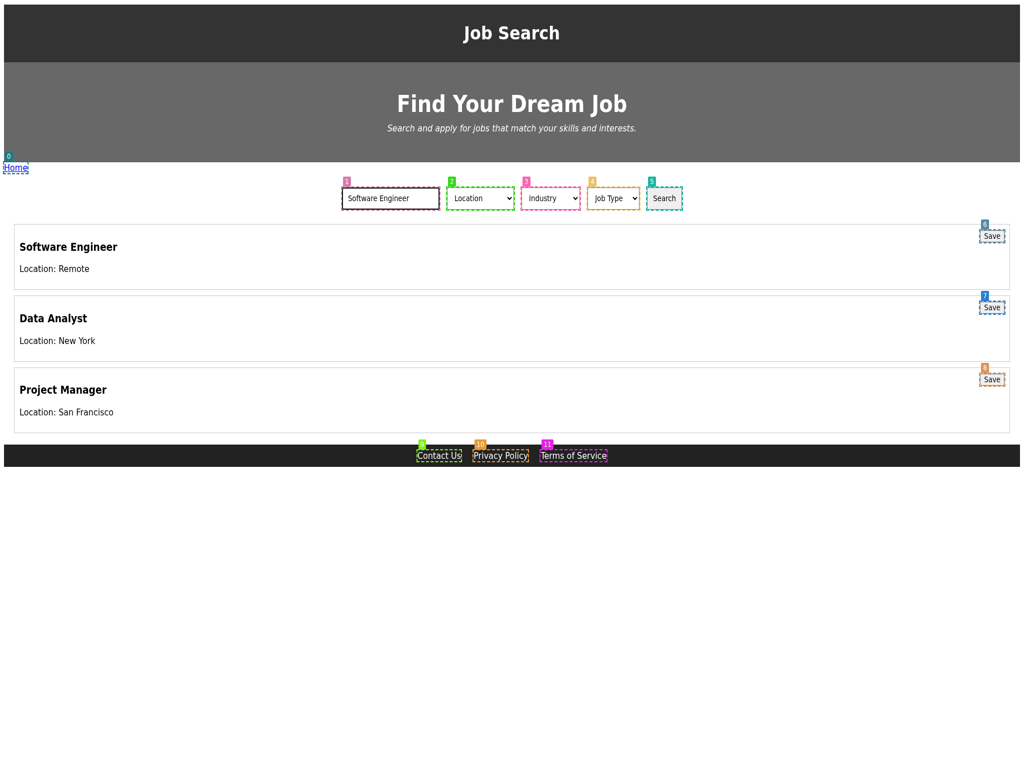 Job Search
Find Your Dream Job
Search and apply for jobs that match your skills and interests.
0
Home
1 2 3 4 5
Software Engineer Location Industry Job Type Search
6
Save
Software Engineer
Location: Remote
7
Save
Data Analyst
Location: New York
8
Save
Project Manager
Location: San Francisco
9 10 11
Contact Us Privacy Policy Terms of Service